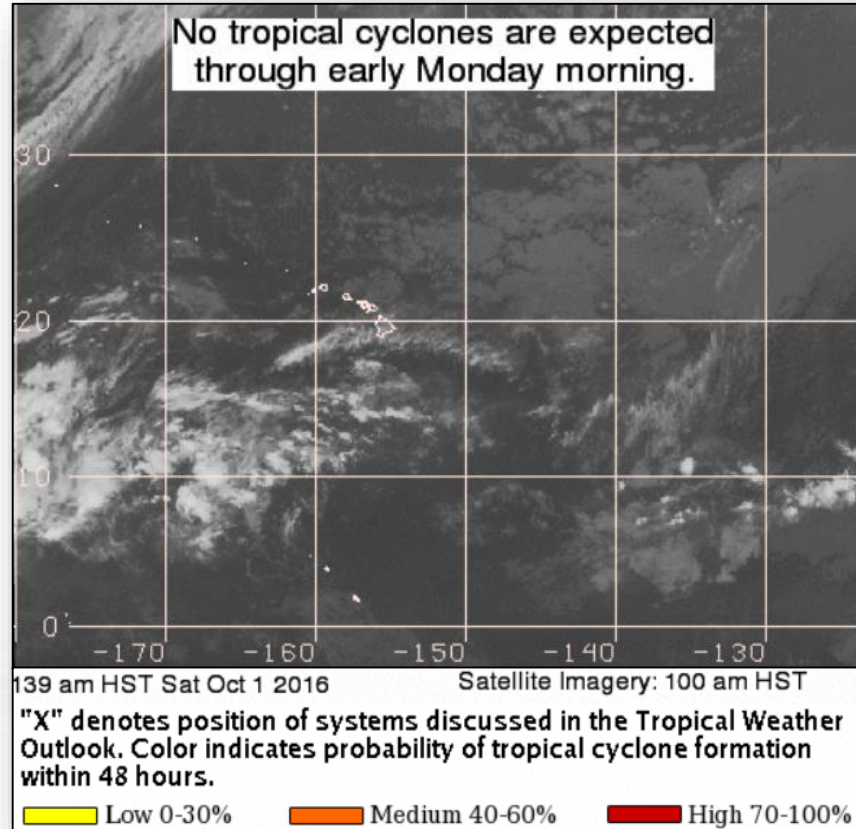 No tropical cyclones are expected
through early Monday morning.
30
20
10
0
-170 -160 -150 -140 -130
139 am HST Sat Oct 1 2016 Satellite Imagery: 100 am HST
"X" denotes position of systems discussed in the Tropical Weather
Outlook. Color indicates probability of tropical cyclone formation
within 48 hours.
Low 0-30% Medium 40-60% High 70-100%